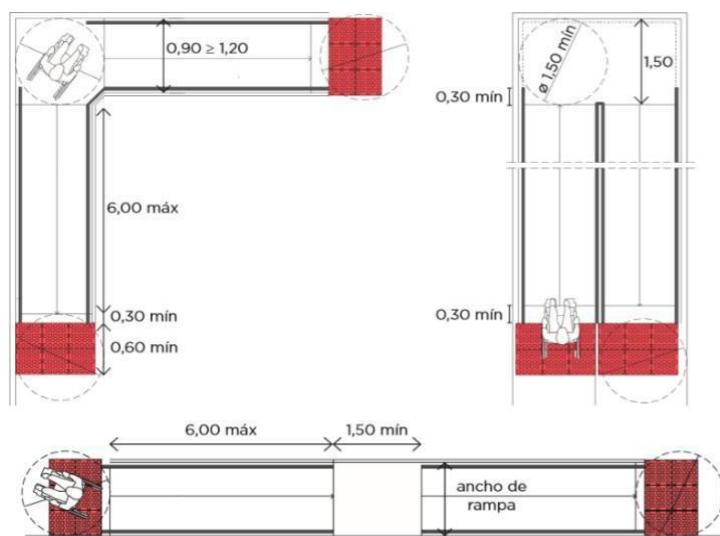 0,90 ≥ 1,20
6,00 máx
0,30 mín
0,60 mín
ø 1.50 mín
1,50
0,30 mín
0,30 mín
6,00 máx
1,50 mín
ancho de
rampa